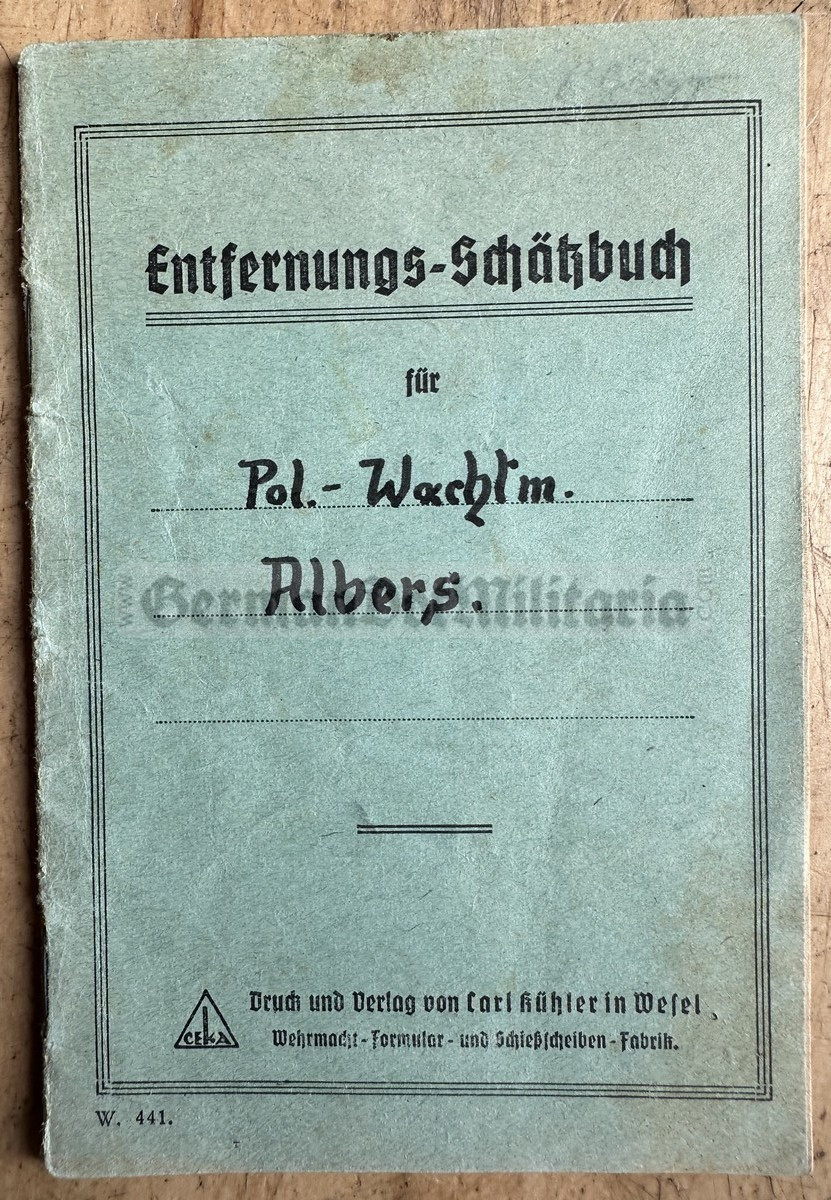 Entfernungs-Schätzbuch
für
Pol.- Wachtm.
Albers.
GermanDotMilitaria
Druck und Verlag von Carl Kühler in Wesel,
CEKA
Wehrmacht-Formular- und Schießscheiben-Fabrik.
W. 441.